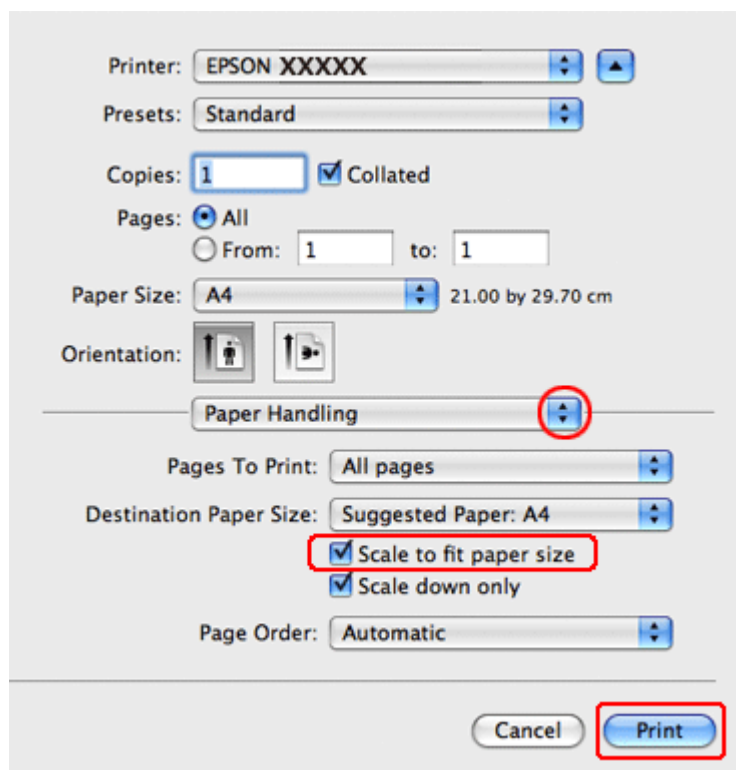 Printer: EPSON XXXXX
Presets: Standard
Copies: 1 Collated
Pages: All
From: 1 to: 1
Paper Size: A4 21.00 by 29.70 cm
Orientation:
Paper Handling
Pages To Print: All pages
Destination Paper Size: Suggested Paper: A4
Scale to fit paper size
Scale down only
Page Order: Automatic
Cancel Print